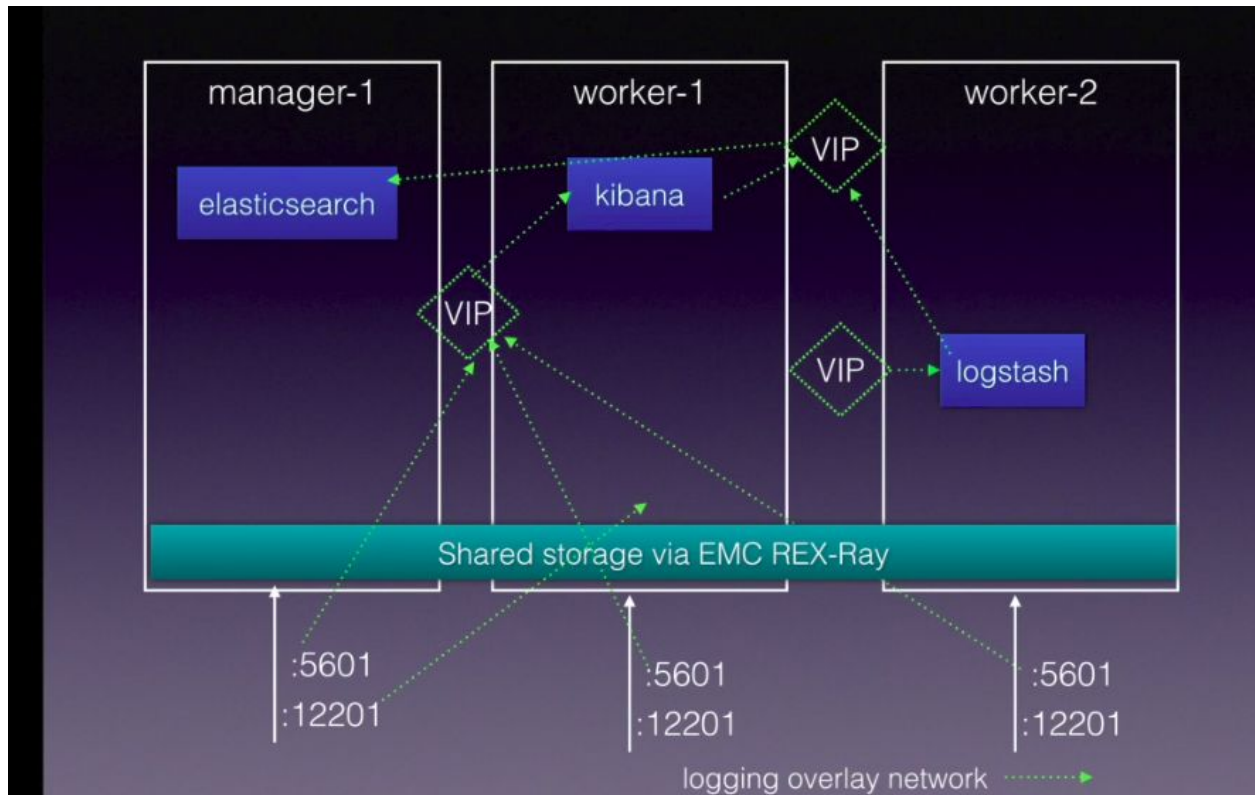 manager-1
worker-1
worker-2
VIP
elasticsearch
kibana
VIP
VIP
logstash
Shared storage via EMC REX-Ray
:5601
:12201
:5601
:12201
:5601
:12201
logging overlay network